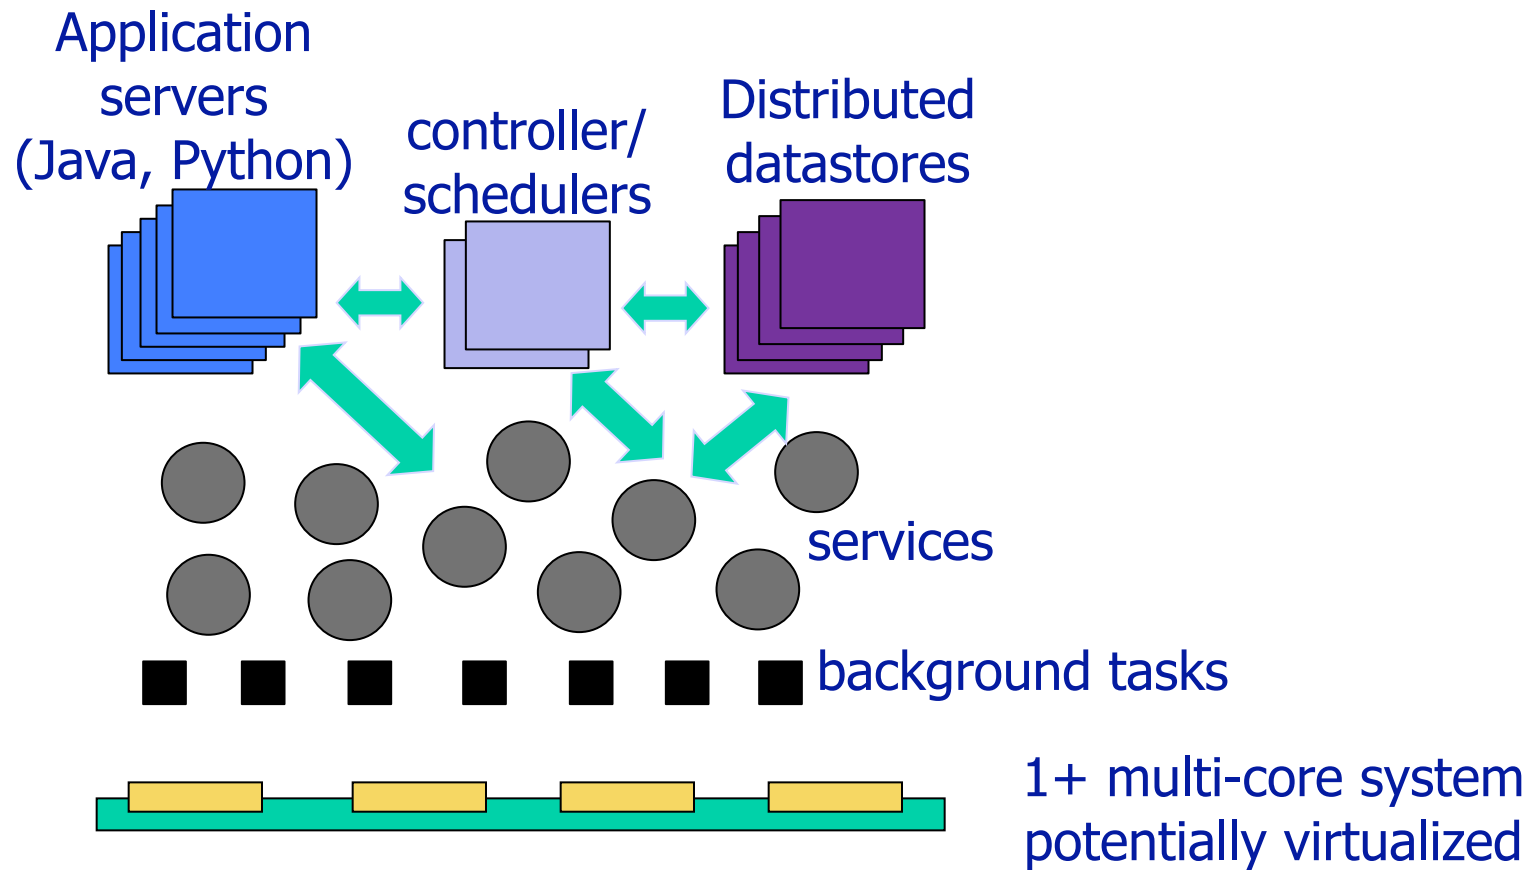 Application
servers
(Java, Python)
controller/
schedulers
Distributed
datastores
services
background tasks
1+ multi-core system
potentially virtualized